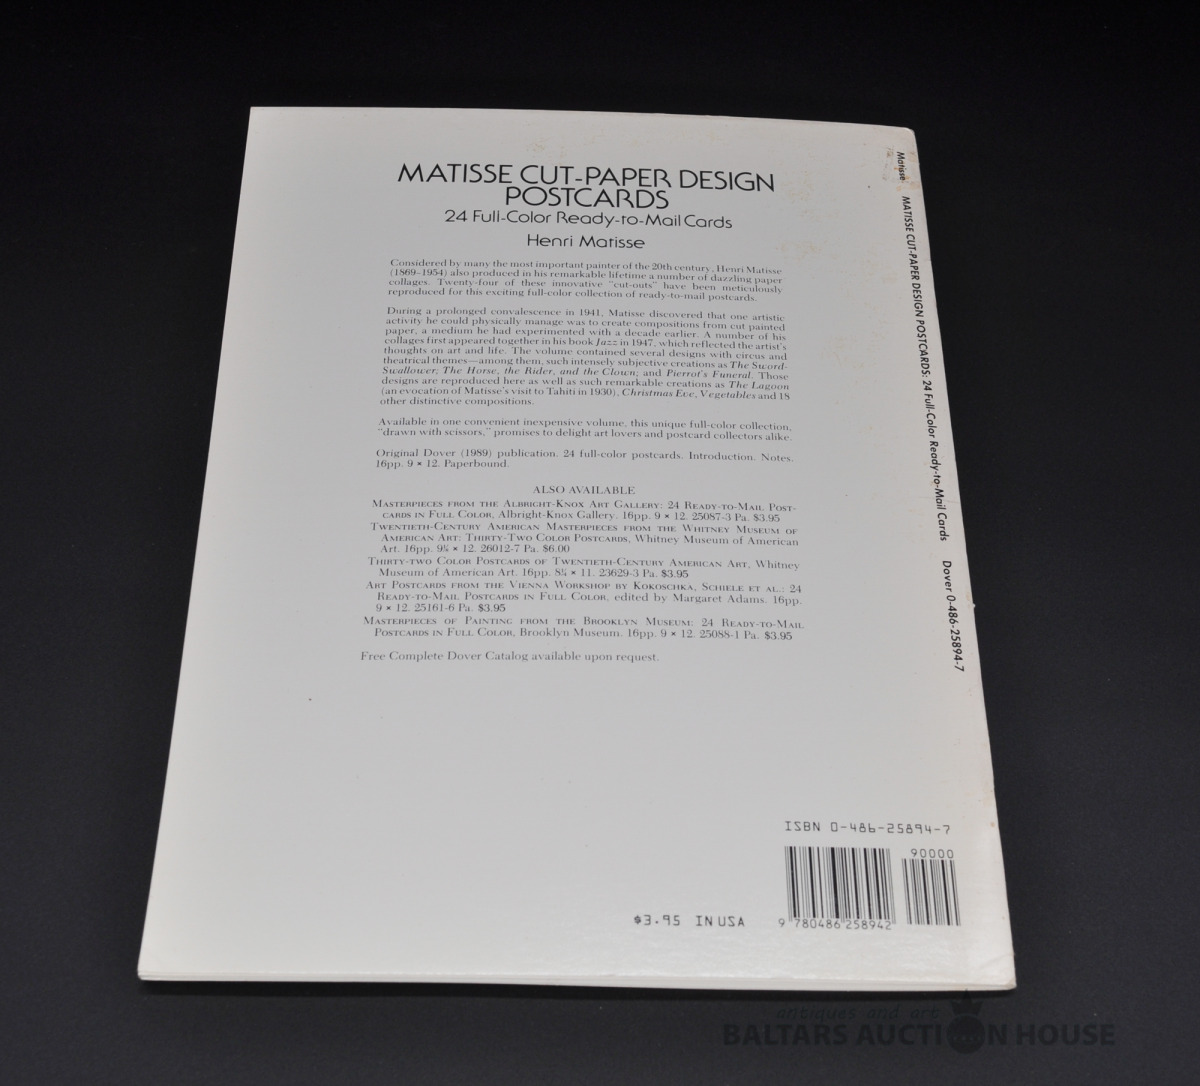 MATISSE CUT-PAPER DESIGN
POSTCARDS
24 Full-Color Ready-to-Mail Cards
Henri Matisse
Considered by many the most important painter of the 20th century, Henri Matisse
(1869–1954) also produced in his remarkable lifetime a number of dazzling paper
collages. Twenty-four of these innovative "cut-outs" have been meticulously
reproduced for this exciting full-color collection of ready-to-mail postcards.
During a prolonged convalescence in 1941, Matisse discovered that one artistic
activity he could physically manage was to create compositions from cut painted
paper, a medium he had experimented with a decade earlier. A number of his
collages first appeared together in his book Jazz in 1947, which reflected the artist's
thoughts on art and life. The volume contained several designs with circus and
theatrical themes—among them, such intensely subjective creations as The Sword-
Swallower; The Horse, the Rider, and the Clown; and Pierrot's Funeral. Those
designs are reproduced here as well as such remarkable creations as The Lagoon
(an evocation of Matisse's visit to Tahiti in 1930), Christmas Eve, Vegetables and 18
other distinctive compositions.
Available in one convenient inexpensive volume, this unique full-color collection,
"drawn with scissors," promises to delight art lovers and postcard collectors alike.
Original Dover (1989) publication. 24 full-color postcards. Introduction. Notes.
16pp. 9 × 12. Paperbound.
ALSO AVAILABLE
MASTERPIECES FROM THE ALBRIGHT-KNOX ART GALLERY: 24 READY-TO-MAIL POST-
CARDS IN FULL COLOR, Albright-Knox Gallery. 16pp. 9 × 12. 25087-3 Pa. $3.95
TWENTIETH-CENTURY AMERICAN MASTERPIECES FROM THE WHITNEY MUSEUM OF
AMERICAN ART: THIRTY-TWO COLOR POSTCARDS, Whitney Museum of American
Art. 16pp. 9¼ × 12. 26012-7 Pa. $6.00
THIRTY-TWO COLOR POSTCARDS OF TWENTIETH-CENTURY AMERICAN ART, Whitney
Museum of American Art. 16pp. 8¼ × 11. 23629-3 Pa. $3.95
ART POSTCARDS FROM THE VIENNA WORKSHOP BY KOKOSCHKA, SCHIELE ET AL.: 24
READY-TO-MAIL POSTCARDS IN FULL COLOR, edited by Margaret Adams. 16pp.
9 × 12. 25161-6 Pa. $3.95
MASTERPIECES OF PAINTING FROM THE BROOKLYN MUSEUM: 24 READY-TO-MAIL
POSTCARDS IN FULL COLOR, Brooklyn Museum. 16pp. 9 × 12. 25088-1 Pa. $3.95
Free Complete Dover Catalog available upon request.
Matisse MATISSE CUT-PAPER DESIGN POSTCARDS: 24 Full-Color Ready-to-Mail Cards Dover 0-486-25894-7
ISBN 0-486-25894-7
90000
$3.95 IN USA
9 780486 258942
antiques and art
BALTARS AUCTION HOUSE